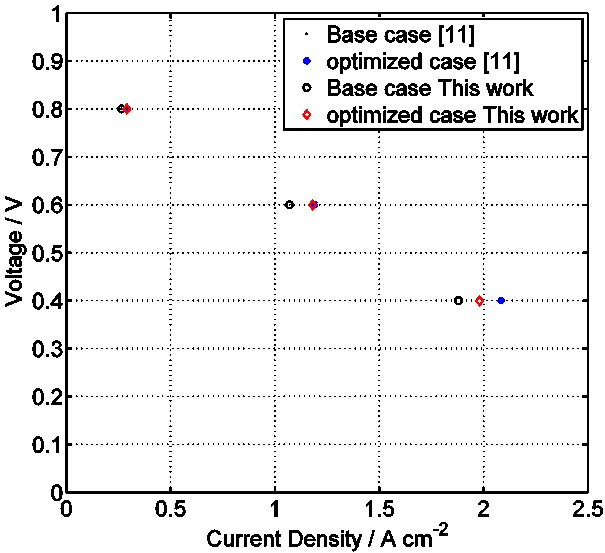 Base case [11]
optimized case [11]
Base case This work
optimized case This work
1
0.9
0.8
0.7
0.6
0.5
0.4
0.3
0.2
0.1
0
Voltage / V
0 0.5 1 1.5 2 2.5
Current Density / A cm⁻²